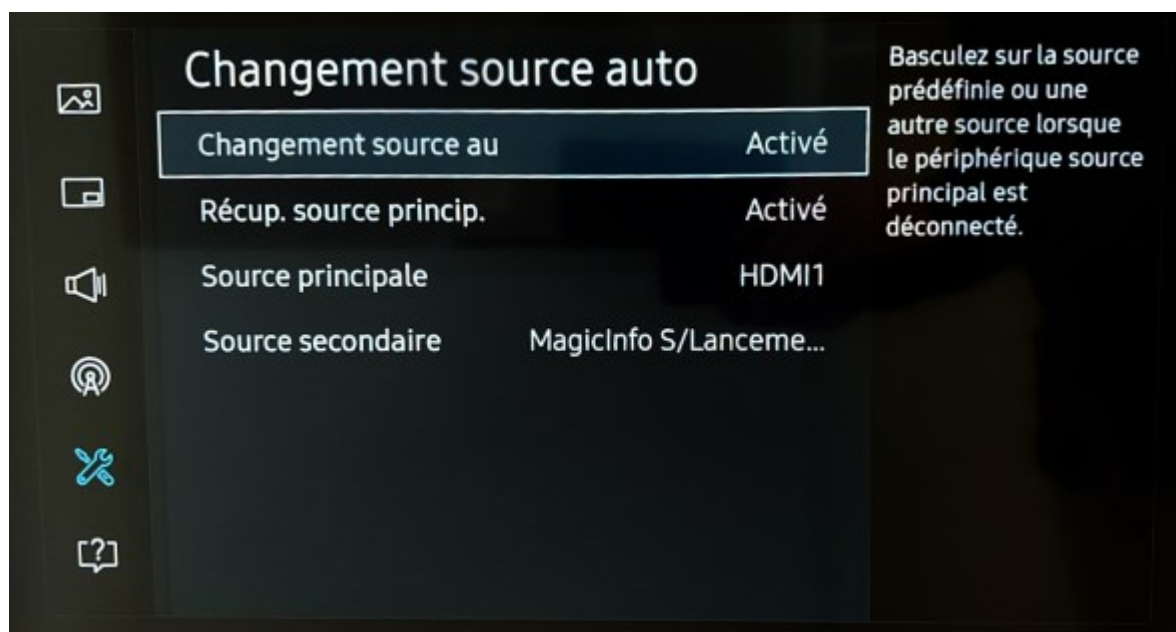 Changement source auto
Changement source au Activé
Récup. source princip. Activé
Source principale HDMI1
Source secondaire MagicInfo S/Lanceme...
Basculez sur la source
prédéfinie ou une
autre source lorsque
le périphérique source
principal est
déconnecté.